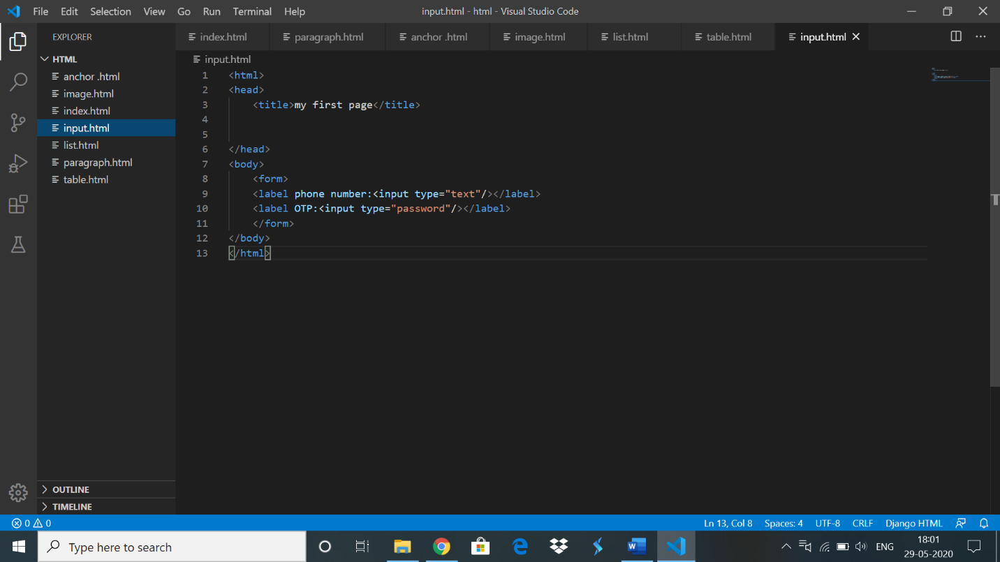 File Edit Selection View Go Run Terminal Help input.html - html - Visual Studio Code
EXPLORER
index.html paragraph.html anchor .html image.html list.html table.html input.html
HTML
anchor .html
image.html
index.html
input.html
list.html
paragraph.html
table.html
OUTLINE
TIMELINE
input.html
1 <html>
2 <head>
3 <title>my first page</title>
4
5
6 </head>
7 <body>
8 <form>
9 <label phone number:<input type="text"/></label>
10 <label OTP:<input type="password"/></label>
11 </form>
12 </body>
13 </html>
0 0 Ln 13, Col 8 Spaces: 4 UTF-8 CRLF Django HTML
Type here to search
W
ENG
18:01
29-05-2020